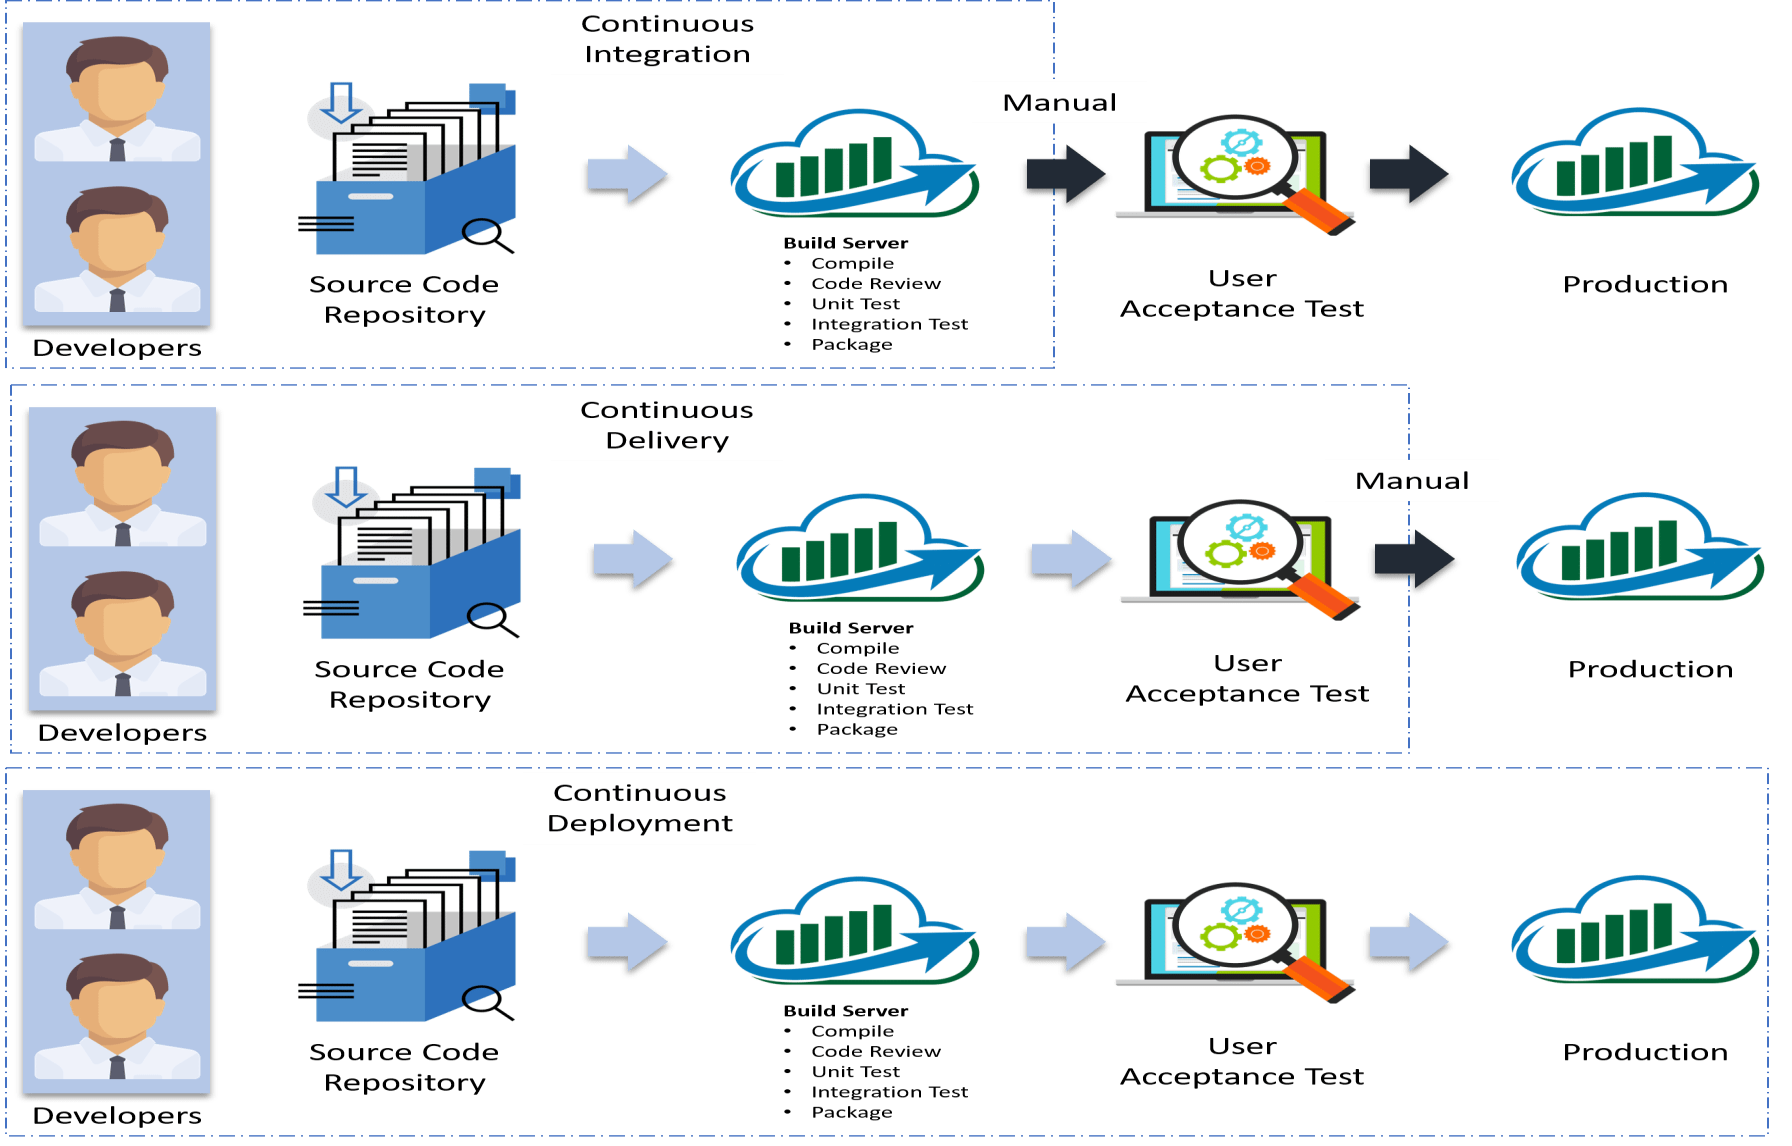 Continuous
Integration
Manual
Build Server
• Compile
• Code Review
• Unit Test
• Integration Test
• Package
Source Code
Repository
User
Acceptance Test
Production
Developers
Continuous
Delivery
Manual
Build Server
• Compile
• Code Review
• Unit Test
• Integration Test
• Package
Source Code
Repository
User
Acceptance Test
Production
Developers
Continuous
Deployment
Build Server
• Compile
• Code Review
• Unit Test
• Integration Test
• Package
Source Code
Repository
User
Acceptance Test
Production
Developers